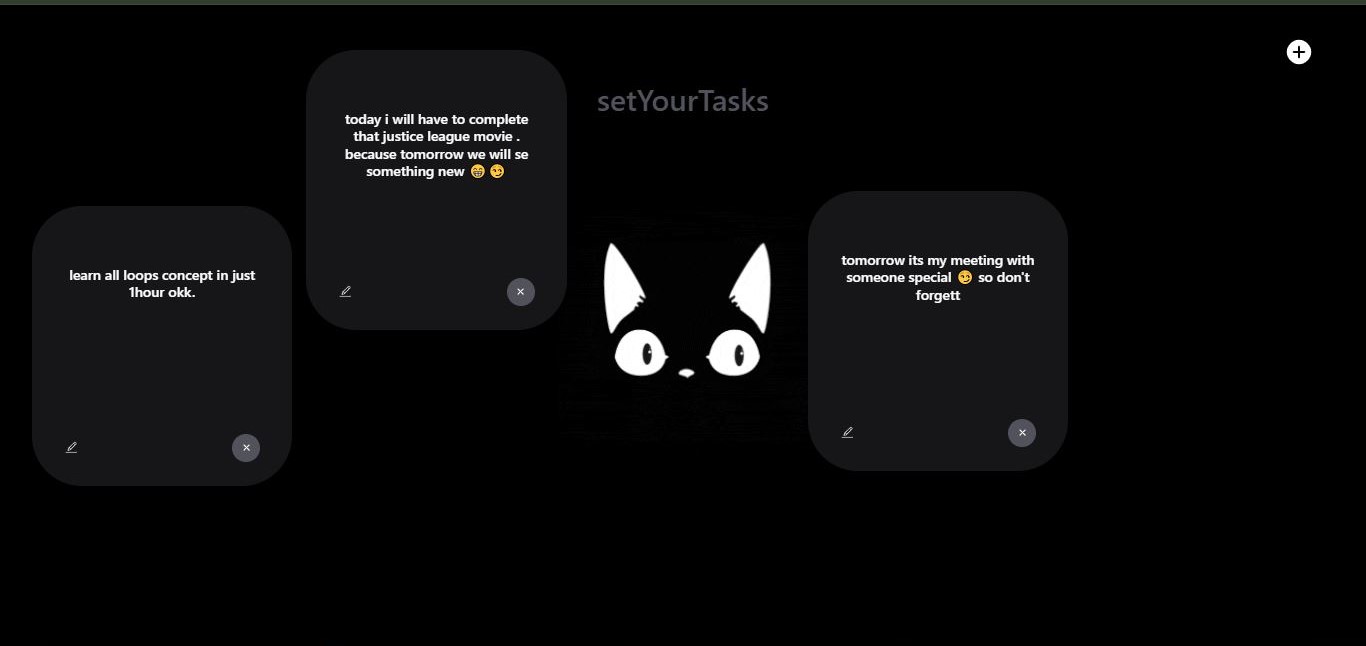 setYourTasks
today i will have to complete
that justice league movie .
because tomorrow we will se
something new 😁 😏
learn all loops concept in just
1hour okk.
tomorrow its my meeting with
someone special 😏 so don't
forgett